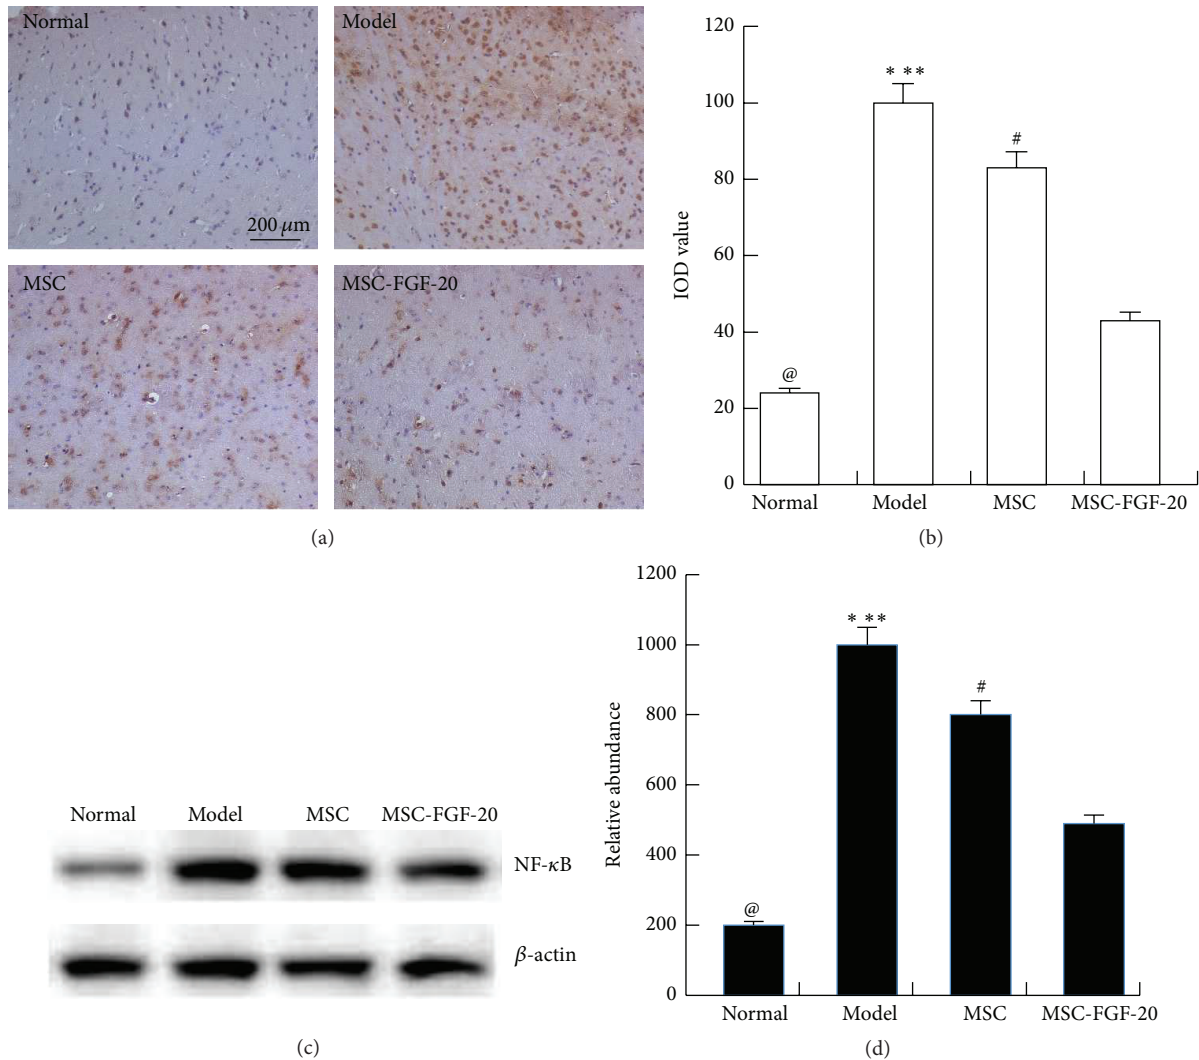 Normal
Model
200 μm
MSC
MSC-FGF-20
(a)
120
100
80
60
40
20
0
IOD value
@
* **
#
Normal
Model
MSC
MSC-FGF-20
(b)
Normal
Model
MSC
MSC-FGF-20
NF-κB
β-actin
(c)
1200
1000
800
600
400
200
0
Relative abundance
@
* **
#
Normal
Model
MSC
MSC-FGF-20
(d)